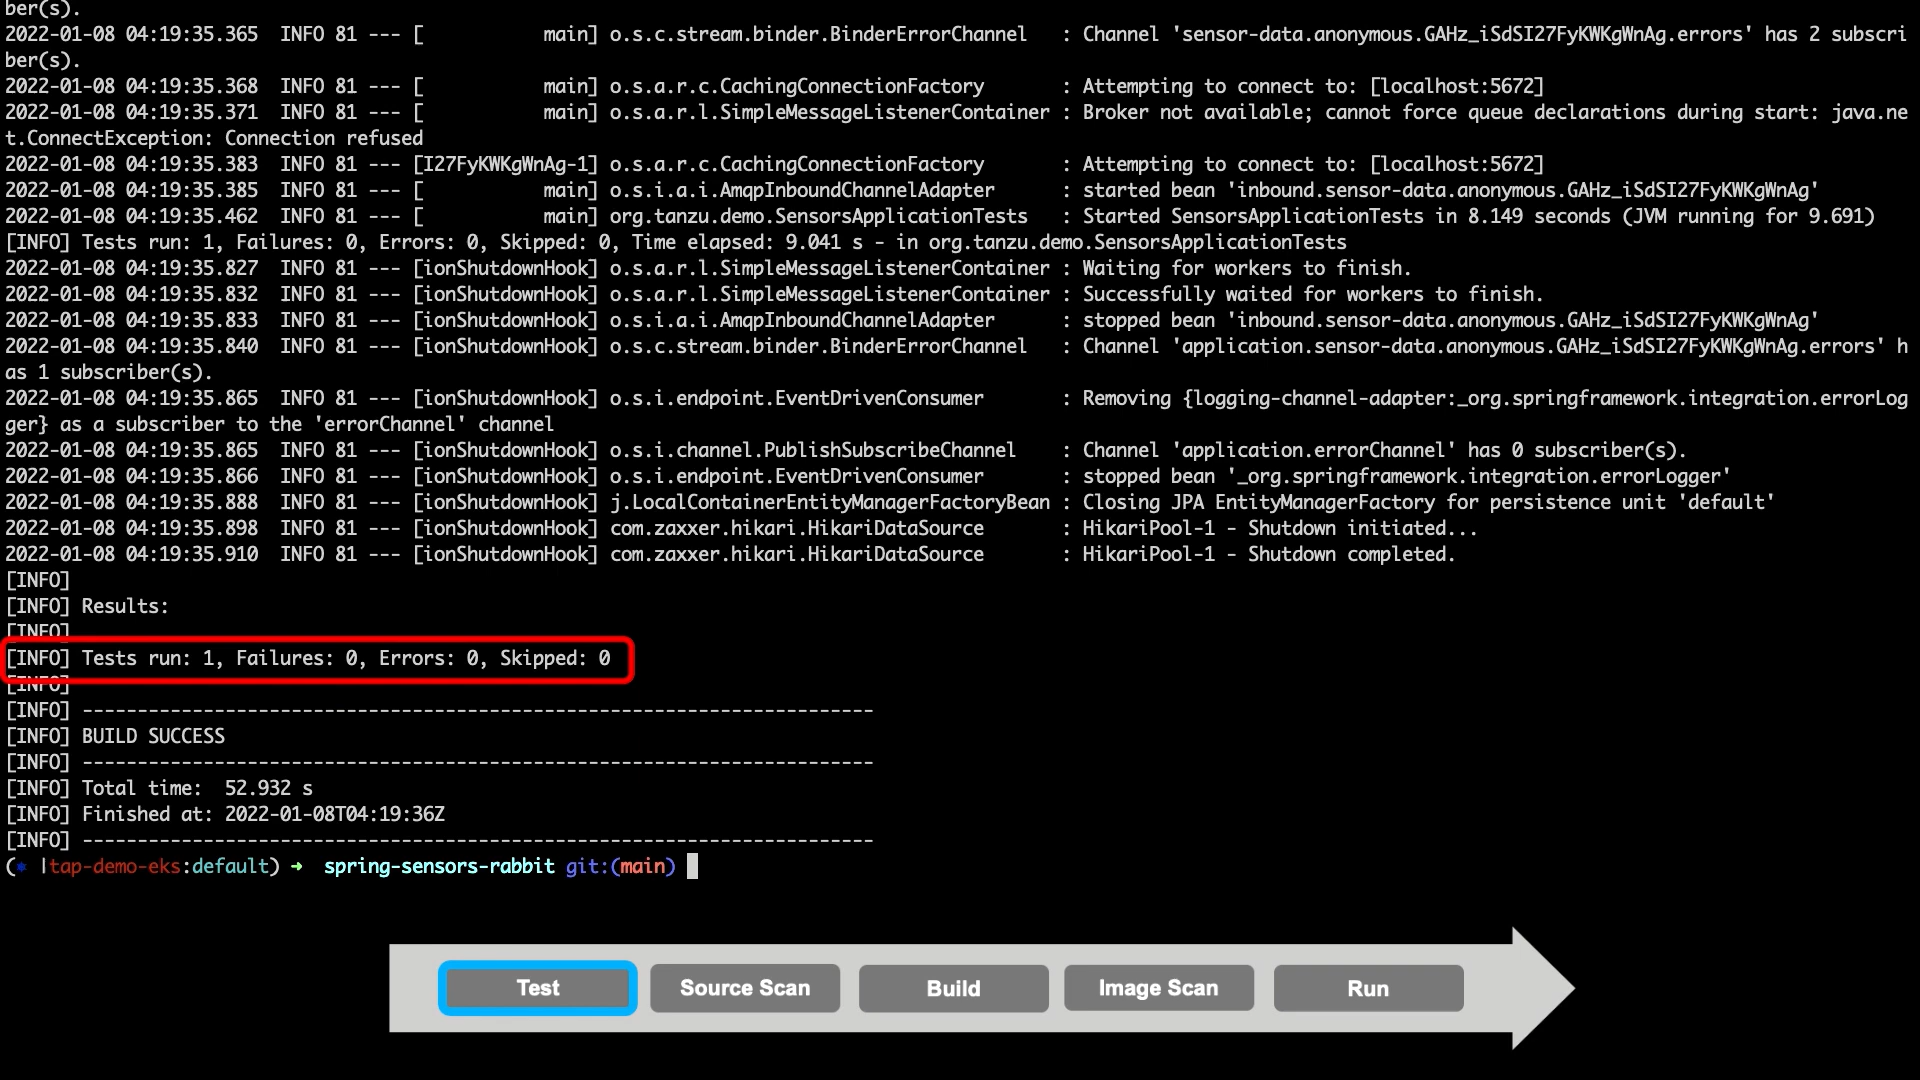 ber(s).
2022-01-08 04:19:35.365  INFO 81 --- [           main] o.s.c.stream.binder.BinderErrorChannel   : Channel 'sensor-data.anonymous.GAHz_iSdSI27FyKWKgWnAg.errors' has 2 subscri
ber(s).
2022-01-08 04:19:35.368  INFO 81 --- [           main] o.s.a.r.c.CachingConnectionFactory       : Attempting to connect to: [localhost:5672]
2022-01-08 04:19:35.371  INFO 81 --- [           main] o.s.a.r.l.SimpleMessageListenerContainer : Broker not available; cannot force queue declarations during start: java.ne
t.ConnectException: Connection refused
2022-01-08 04:19:35.383  INFO 81 --- [I27FyKWKgWnAg-1] o.s.a.r.c.CachingConnectionFactory       : Attempting to connect to: [localhost:5672]
2022-01-08 04:19:35.385  INFO 81 --- [           main] o.s.i.a.i.AmqpInboundChannelAdapter      : started bean 'inbound.sensor-data.anonymous.GAHz_iSdSI27FyKWKgWnAg'
2022-01-08 04:19:35.462  INFO 81 --- [           main] org.tanzu.demo.SensorsApplicationTests   : Started SensorsApplicationTests in 8.149 seconds (JVM running for 9.691)
[INFO] Tests run: 1, Failures: 0, Errors: 0, Skipped: 0, Time elapsed: 9.041 s - in org.tanzu.demo.SensorsApplicationTests
2022-01-08 04:19:35.827  INFO 81 --- [ionShutdownHook] o.s.a.r.l.SimpleMessageListenerContainer : Waiting for workers to finish.
2022-01-08 04:19:35.832  INFO 81 --- [ionShutdownHook] o.s.a.r.l.SimpleMessageListenerContainer : Successfully waited for workers to finish.
2022-01-08 04:19:35.833  INFO 81 --- [ionShutdownHook] o.s.i.a.i.AmqpInboundChannelAdapter      : stopped bean 'inbound.sensor-data.anonymous.GAHz_iSdSI27FyKWKgWnAg'
2022-01-08 04:19:35.840  INFO 81 --- [ionShutdownHook] o.s.c.stream.binder.BinderErrorChannel   : Channel 'application.sensor-data.anonymous.GAHz_iSdSI27FyKWKgWnAg.errors' h
as 1 subscriber(s).
2022-01-08 04:19:35.865  INFO 81 --- [ionShutdownHook] o.s.i.endpoint.EventDrivenConsumer       : Removing {logging-channel-adapter:_org.springframework.integration.errorLog
ger} as a subscriber to the 'errorChannel' channel
2022-01-08 04:19:35.865  INFO 81 --- [ionShutdownHook] o.s.i.channel.PublishSubscribeChannel    : Channel 'application.errorChannel' has 0 subscriber(s).
2022-01-08 04:19:35.866  INFO 81 --- [ionShutdownHook] o.s.i.endpoint.EventDrivenConsumer       : stopped bean '_org.springframework.integration.errorLogger'
2022-01-08 04:19:35.888  INFO 81 --- [ionShutdownHook] j.LocalContainerEntityManagerFactoryBean : Closing JPA EntityManagerFactory for persistence unit 'default'
2022-01-08 04:19:35.898  INFO 81 --- [ionShutdownHook] com.zaxxer.hikari.HikariDataSource       : HikariPool-1 - Shutdown initiated...
2022-01-08 04:19:35.910  INFO 81 --- [ionShutdownHook] com.zaxxer.hikari.HikariDataSource       : HikariPool-1 - Shutdown completed.
[INFO]
[INFO] Results:
[INFO]
[INFO] Tests run: 1, Failures: 0, Errors: 0, Skipped: 0
[INFO]
[INFO] ------------------------------------------------------------------------
[INFO] BUILD SUCCESS
[INFO] ------------------------------------------------------------------------
[INFO] Total time:  52.932 s
[INFO] Finished at: 2022-01-08T04:19:36Z
[INFO] ------------------------------------------------------------------------
(⎈ |tap-demo-eks:default) ➜  spring-sensors-rabbit git:(main)
Test
Source Scan
Build
Image Scan
Run